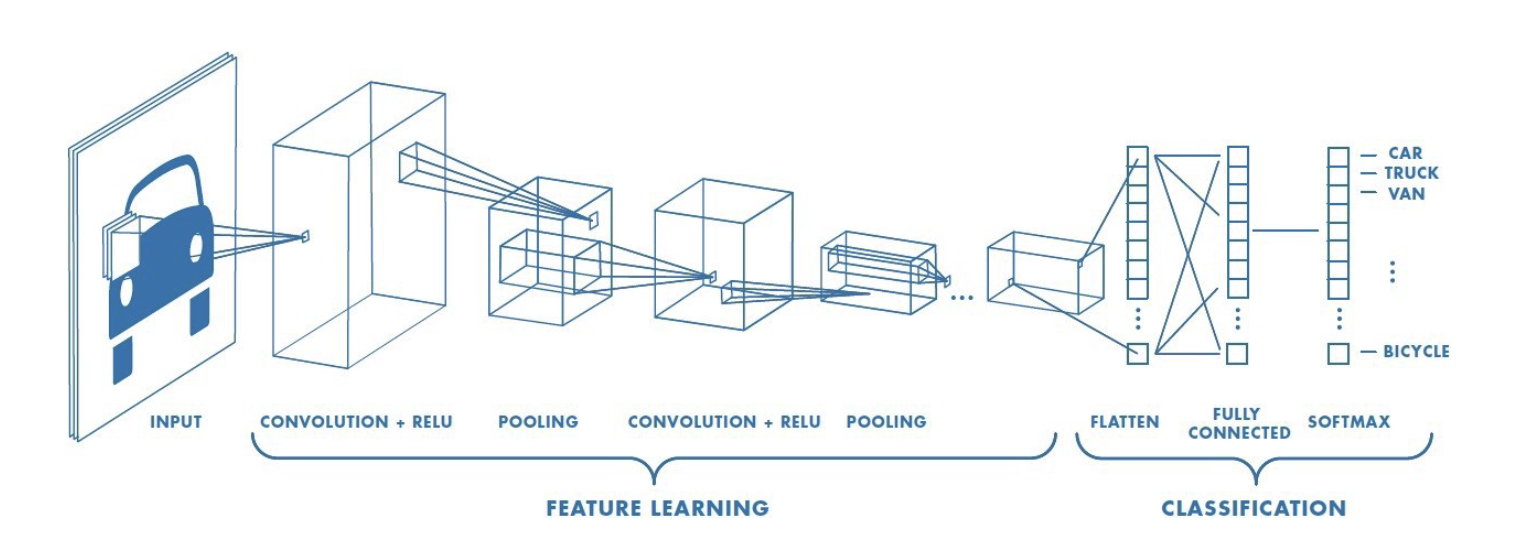 CAR
TRUCK
VAN
BICYCLE
INPUT
CONVOLUTION + RELU
POOLING
CONVOLUTION + RELU
POOLING
FLATTEN
FULLY
CONNECTED
SOFTMAX
FEATURE LEARNING
CLASSIFICATION